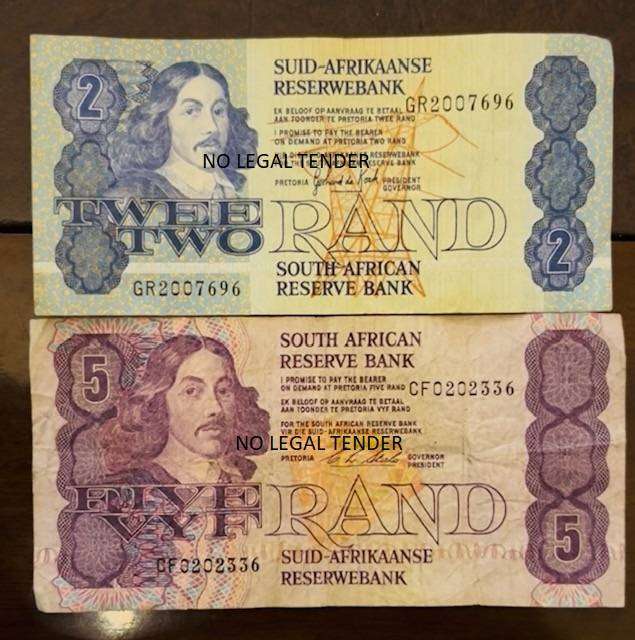 2
SUID-AFRIKAANSE
RESERWEBANK
EK BELOOF OP AANVRAAG TE BETAAL
AAN TOONDER TE PRETORIA TWEE RAND
GR2007696
I PROMISE TO PAY THE BEARER
ON DEMAND AT PRETORIA TWO RAND
RESERWEBANK
RESERVE BANK
NO LEGAL TENDER
PRETORIA
PRESIDENT
GOVERNOR
TWEE
TWO RAND
2
SOUTH AFRICAN
RESERVE BANK
GR2007696
5
SOUTH AFRICAN
RESERVE BANK
I PROMISE TO PAY THE BEARER
ON DEMAND AT PRETORIA FIVE RAND
CF0202336
EK BELOOF OP AANVRAAG TE BETAAL
AAN TOONDER TE PRETORIA VYF RAND
FOR THE SOUTH AFRICAN RESERVE BANK
VIR DIE SUID-AFRIKAANSE RESERWEBANK
NO LEGAL TENDER
PRETORIA
GOVERNOR
PRESIDENT
FIVE
VYF RAND
5
SUID-AFRIKAANSE
RESERWEBANK
CF0202336